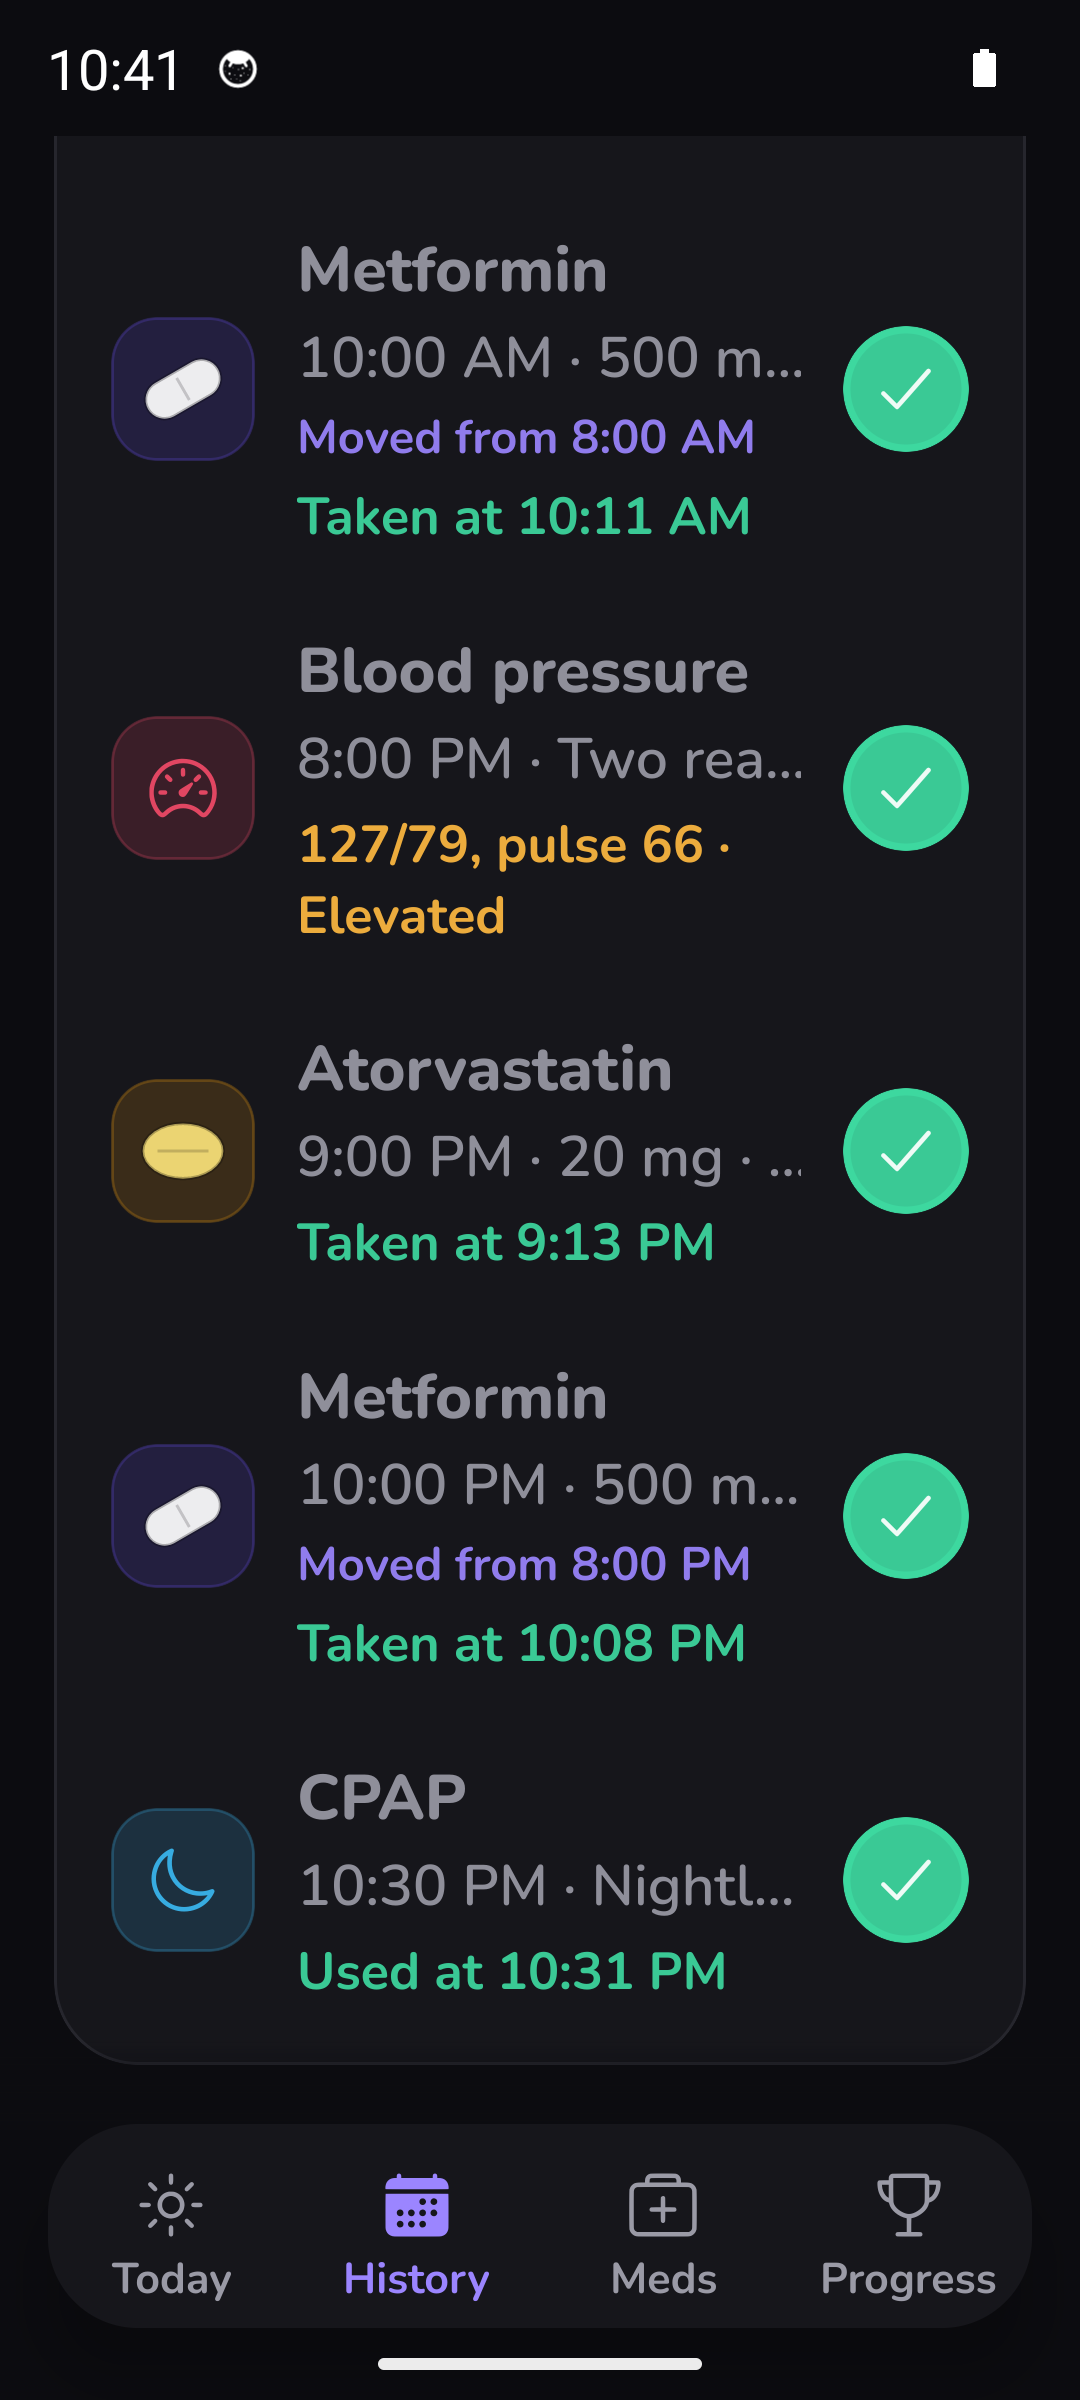 10:41
Metformin
10:00 AM · 500 m...
Moved from 8:00 AM
Taken at 10:11 AM
Blood pressure
8:00 PM · Two rea...
127/79, pulse 66 ·
Elevated
Atorvastatin
9:00 PM · 20 mg · ...
Taken at 9:13 PM
Metformin
10:00 PM · 500 m...
Moved from 8:00 PM
Taken at 10:08 PM
CPAP
10:30 PM · Nightl...
Used at 10:31 PM
Today
History
Meds
Progress